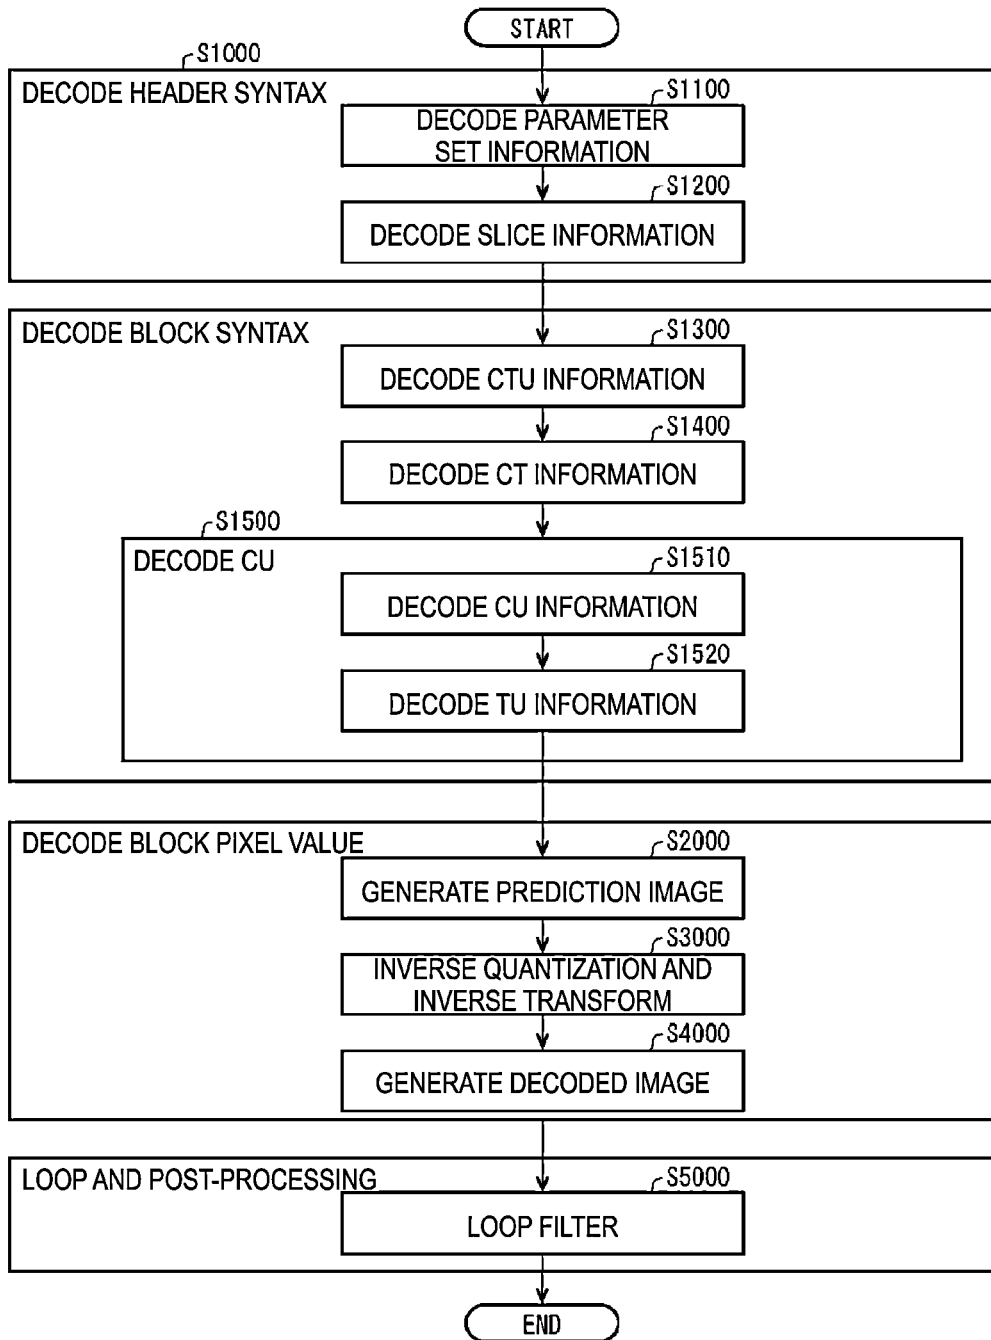 START
S1000
DECODE HEADER SYNTAX
S1100
DECODE PARAMETER
SET INFORMATION
S1200
DECODE SLICE INFORMATION
DECODE BLOCK SYNTAX
S1300
DECODE CTU INFORMATION
S1400
DECODE CT INFORMATION
S1500
DECODE CU
S1510
DECODE CU INFORMATION
S1520
DECODE TU INFORMATION
DECODE BLOCK PIXEL VALUE
S2000
GENERATE PREDICTION IMAGE
S3000
INVERSE QUANTIZATION AND
INVERSE TRANSFORM
S4000
GENERATE DECODED IMAGE
LOOP AND POST-PROCESSING
S5000
LOOP FILTER
END